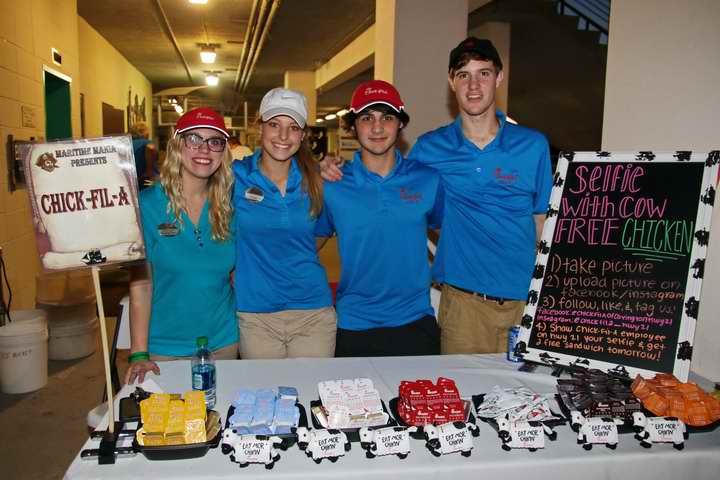 MARITIME MANIA
PRESENTS
CHICK-FIL-A
Selfie
with cow
FREE CHICKEN
1) take picture
2) upload picture on
facebook/instagram
3) follow, like, & tag us
4) Show Chick-fil-A employee
on hwy 21 your selfie & get
a free sandwich tomorrow!
EAT MOR
CHIKIN
EAT MOR
CHIKIN
EAT MOR
CHIKIN
EAT MOR
CHIKIN
EAT MOR
CHIKIN
EAT MOR
CHIKIN
EAT MOR
CHIKIN
EAT MOR
CHIKIN